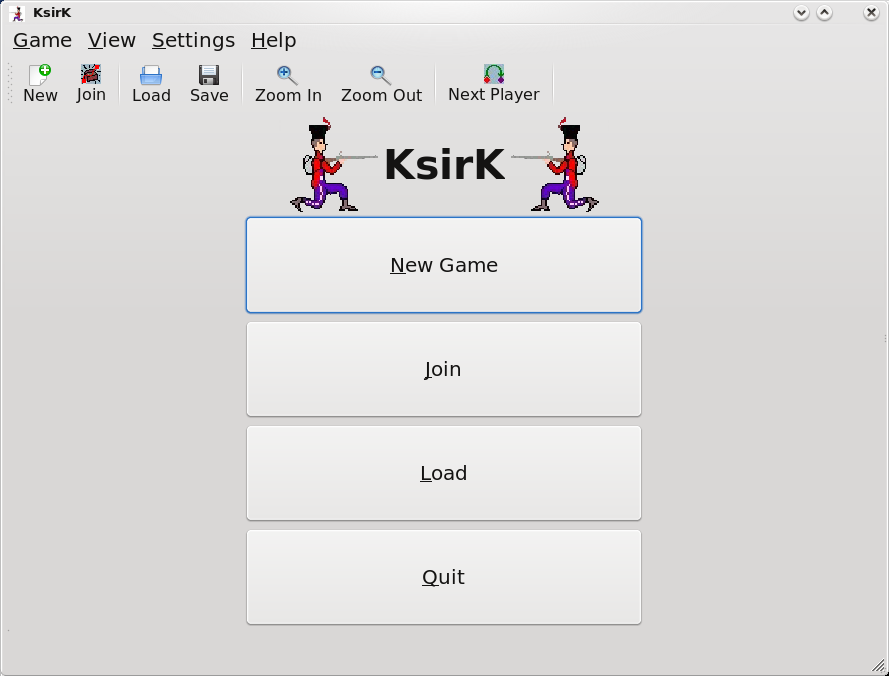 KsirK
Game View Settings Help
New Join Load Save Zoom In Zoom Out Next Player
KsirK
New Game
Join
Load
Quit